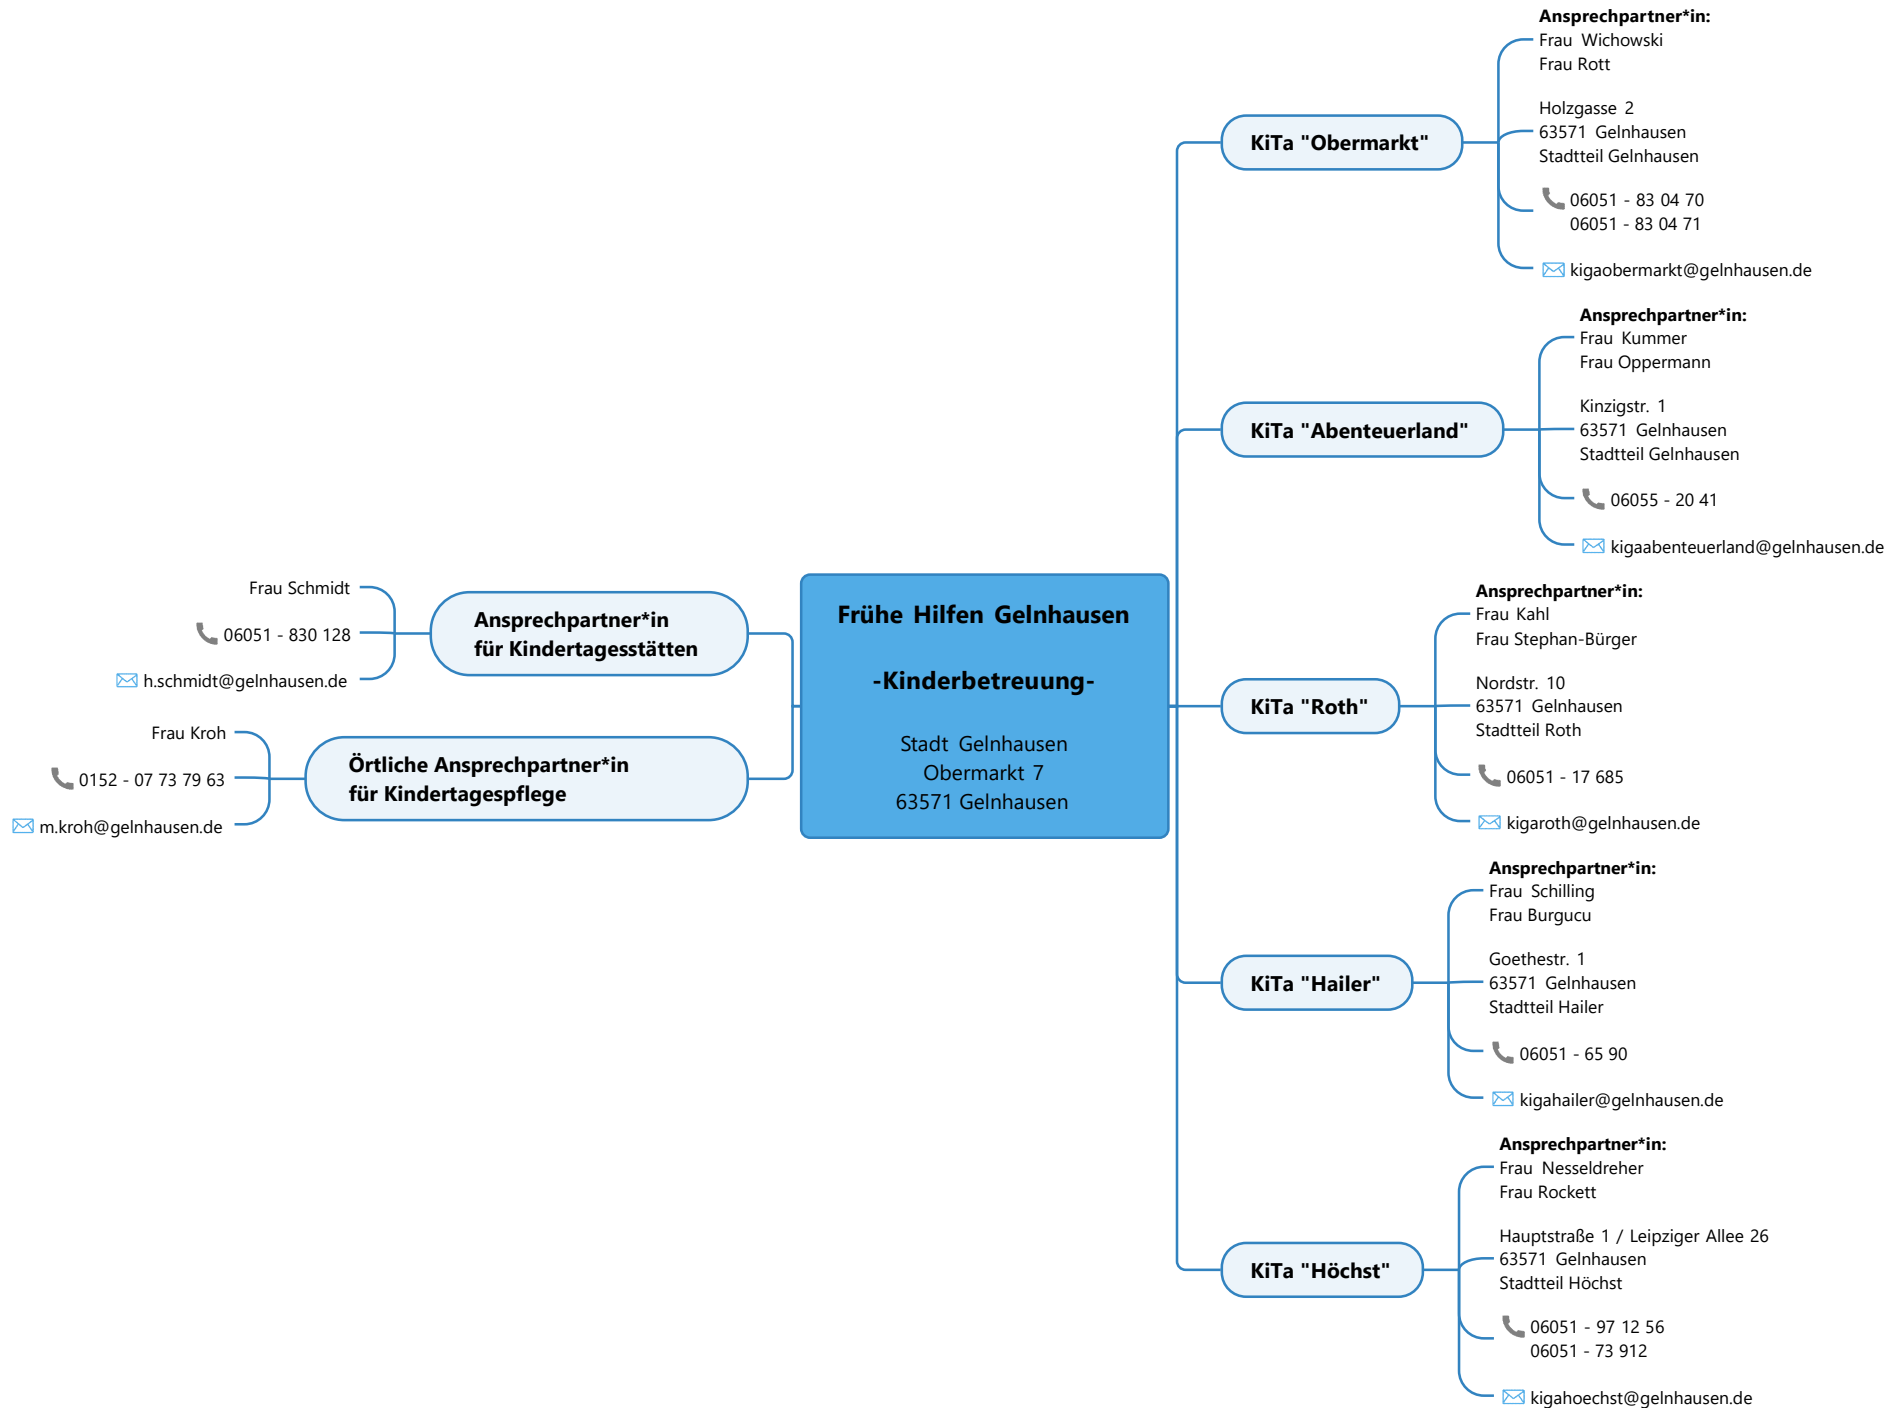 Frühe Hilfen Gelnhausen
-Kinderbetreuung-
Stadt Gelnhausen
Obermarkt 7
63571 Gelnhausen
Ansprechpartner*in
für Kindertagesstätten
Frau Schmidt
06051 - 830 128
h.schmidt@gelnhausen.de
Örtliche Ansprechpartner*in
für Kindertagespflege
Frau Kroh
0152 - 07 73 79 63
m.kroh@gelnhausen.de
KiTa "Obermarkt"
Ansprechpartner*in:
Frau Wichowski
Frau Rott
Holzgasse 2
63571 Gelnhausen
Stadtteil Gelnhausen
06051 - 83 04 70
06051 - 83 04 71
kigaobermarkt@gelnhausen.de
KiTa "Abenteuerland"
Ansprechpartner*in:
Frau Kummer
Frau Oppermann
Kinzigstr. 1
63571 Gelnhausen
Stadtteil Gelnhausen
06055 - 20 41
kigaabenteuerland@gelnhausen.de
KiTa "Roth"
Ansprechpartner*in:
Frau Kahl
Frau Stephan-Bürger
Nordstr. 10
63571 Gelnhausen
Stadtteil Roth
06051 - 17 685
kigaroth@gelnhausen.de
KiTa "Hailer"
Ansprechpartner*in:
Frau Schilling
Frau Burgucu
Goethestr. 1
63571 Gelnhausen
Stadtteil Hailer
06051 - 65 90
kigahailer@gelnhausen.de
KiTa "Höchst"
Ansprechpartner*in:
Frau Nesseldreher
Frau Rockett
Hauptstraße 1 / Leipziger Allee 26
63571 Gelnhausen
Stadtteil Höchst
06051 - 97 12 56
06051 - 73 912
kigahoechst@gelnhausen.de